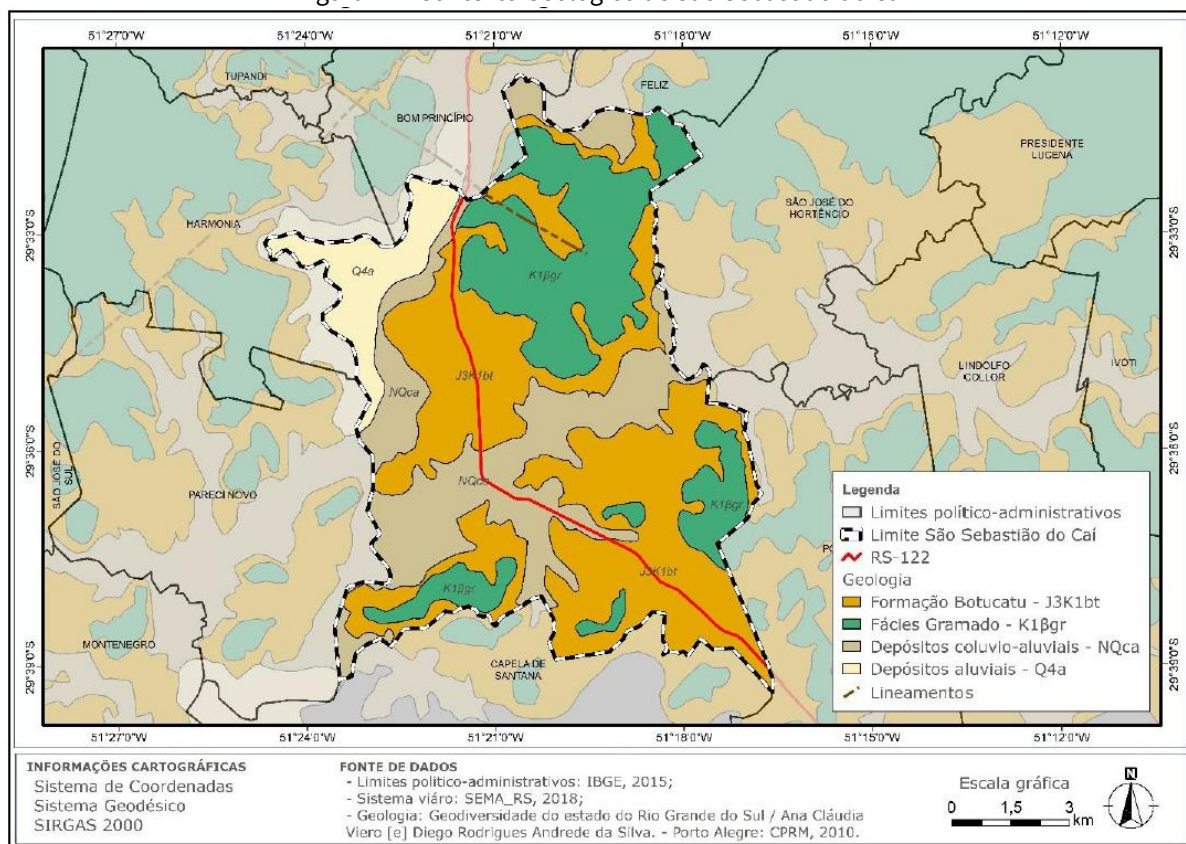 51°27'0"W 51°24'0"W 51°21'0"W 51°18'0"W 51°15'0"W 51°12'0"W
TUPANDI
FELIZ
BOM PRINCÍPIO
PRESIDENTE
LUCENA
SÃO JOSÉ DO
HORTÊNCIO
HARMONIA
29°33'0"S
29°33'0"S
Q4a
K1βgr
LINDOLFO
COLLOR
IVOTI
J3K1bt
NQca
29°36'0"S
29°36'0"S
SÃO JOSÉ DO
SUL
PARECI NOVO
NQca
K1βgr
J3K1bt
K1βgr
MONTENEGRO
CAPELA DE
SANTANA
29°39'0"S
29°39'0"S
Legenda
Limites político-administrativos
Limite São Sebastião do Caí
RS-122
Geologia
Formação Botucatu - J3K1bt
Fácies Gramado - K1βgr
Depósitos coluvio-aluviais - NQca
Depósitos aluviais - Q4a
Lineamentos
51°27'0"W 51°24'0"W 51°21'0"W 51°18'0"W 51°15'0"W 51°12'0"W
INFORMAÇÕES CARTOGRÁFICAS
Sistema de Coordenadas
Sistema Geodésico
SIRGAS 2000
FONTE DE DADOS
- Limites politico-administrativos: IBGE, 2015;
- Sistema viáro: SEMA_RS, 2018;
- Geologia: Geodiversidade do estado do Rio Grande do Sul / Ana Cláudia
Viero [e] Diego Rodrigues Andrede da Silva. - Porto Alegre: CPRM, 2010.
Escala gráfica
0 1,5 3
km
N